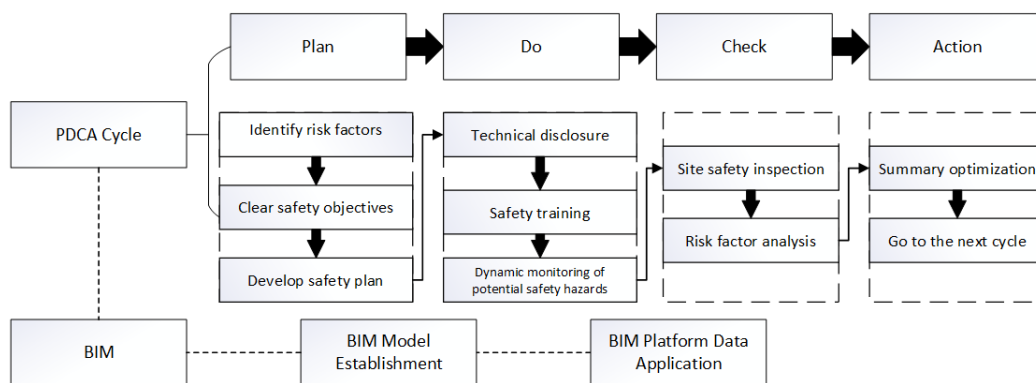 Plan
Do
Check
Action
PDCA Cycle
Identify risk factors
Clear safety objectives
Develop safety plan
Technical disclosure
Safety training
Dynamic monitoring of
potential safety hazards
Site safety inspection
Risk factor analysis
Summary optimization
Go to the next cycle
BIM
BIM Model
Establishment
BIM Platform Data
Application